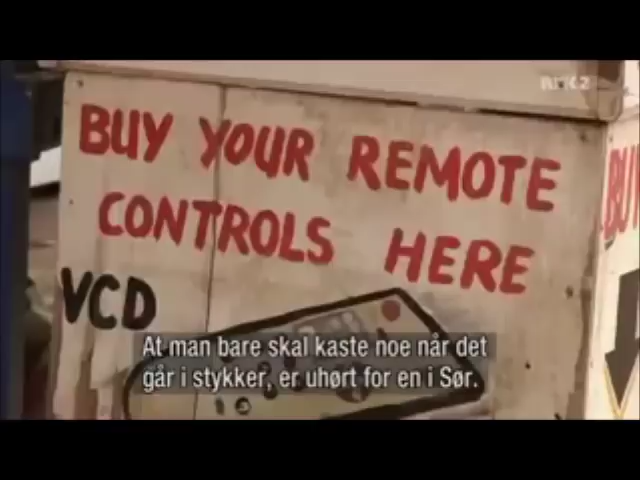 NRK2
BUY YOUR REMOTE
CONTROLS HERE
VCD
BU
At man bare skal kaste noe når det
går i stykker, er uhørt for en i Sør.